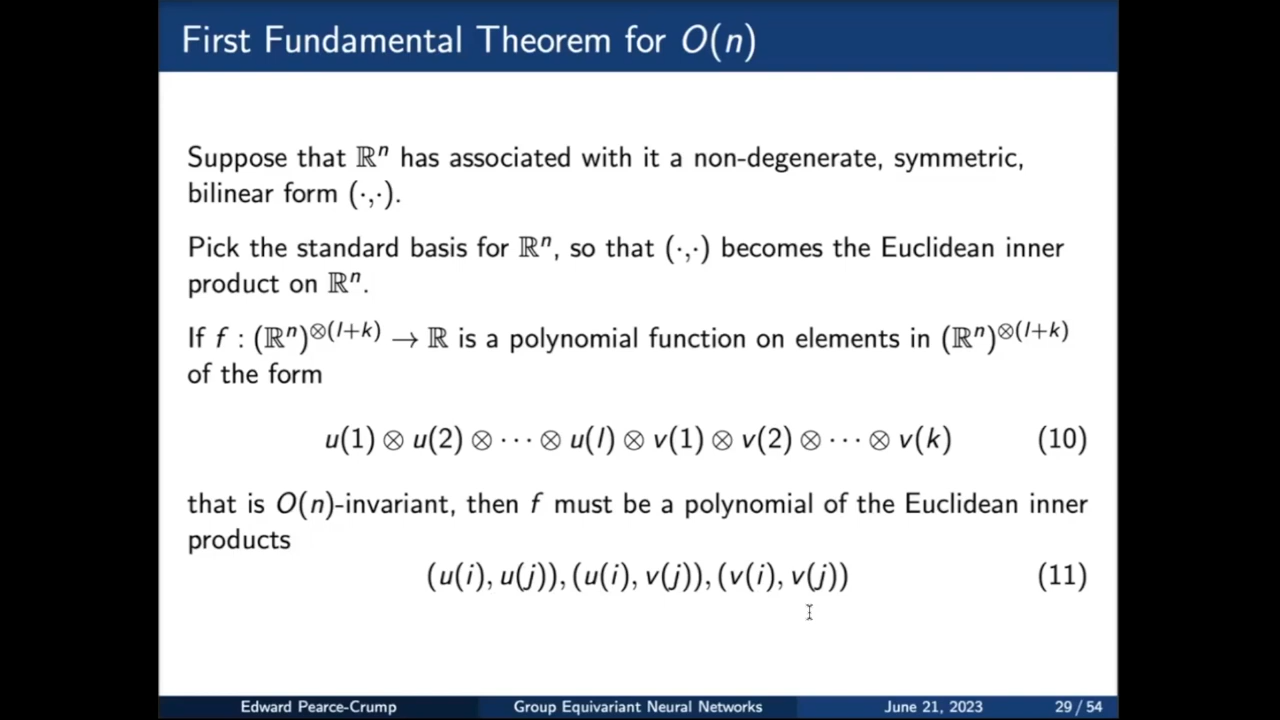 First Fundamental Theorem for O(n)
Suppose that ℝⁿ has associated with it a non-degenerate, symmetric,
bilinear form (·,·).
Pick the standard basis for ℝⁿ, so that (·,·) becomes the Euclidean inner
product on ℝⁿ.
If f : (ℝⁿ)^⊗(l+k) → ℝ is a polynomial function on elements in (ℝⁿ)^⊗(l+k)
of the form
u(1) ⊗ u(2) ⊗ ··· ⊗ u(l) ⊗ v(1) ⊗ v(2) ⊗ ··· ⊗ v(k) (10)
that is O(n)-invariant, then f must be a polynomial of the Euclidean inner
products
(u(i), u(j)), (u(i), v(j)), (v(i), v(j)) (11)
Edward Pearce-Crump Group Equivariant Neural Networks June 21, 2023 29 / 54